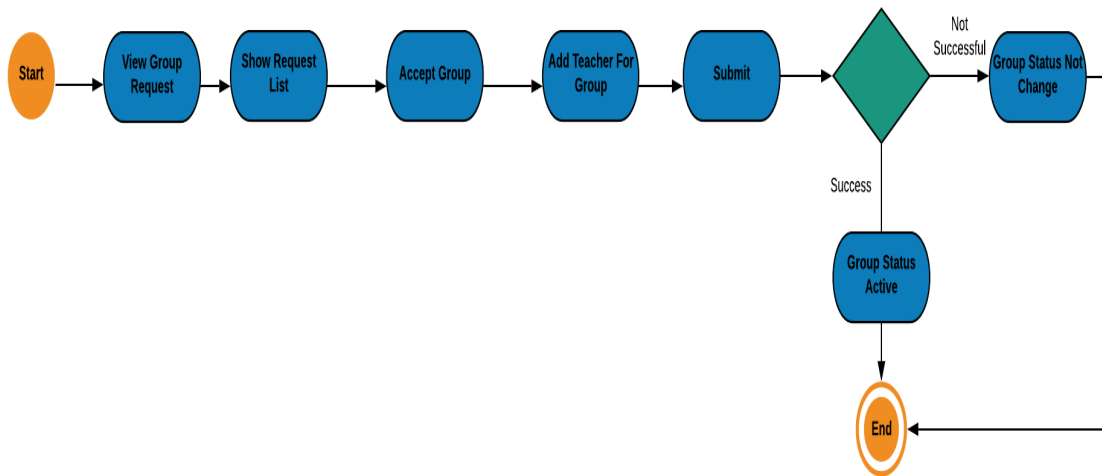 Start
View Group
Request
Show Request
List
Accept Group
Add Teacher For
Group
Submit
Not
Successful
Group Status Not
Change
Success
Group Status
Active
End